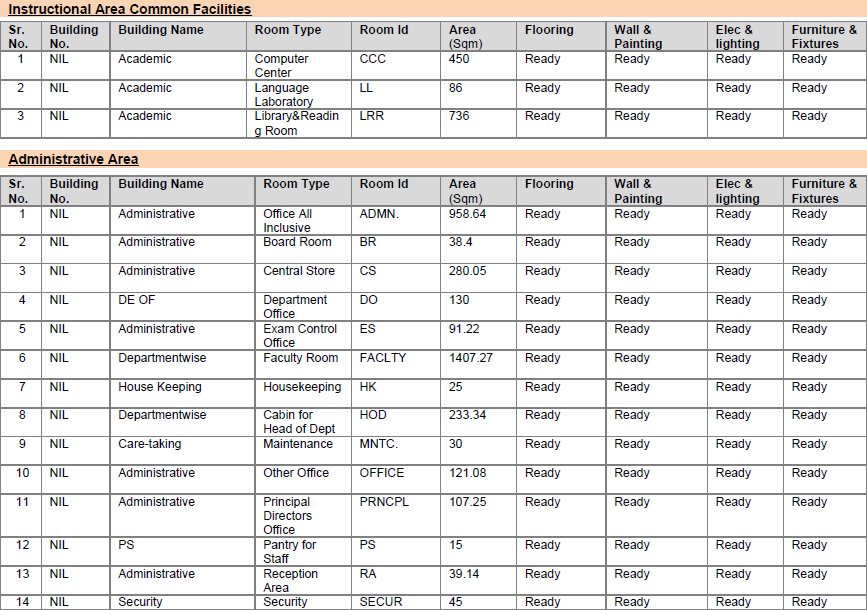 Instructional Area Common Facilities
Sr. No. Building No. Building Name Room Type Room Id Area (Sqm) Flooring Wall & Painting Elec & lighting Furniture & Fixtures
1 NIL Academic Computer Center CCC 450 Ready Ready Ready Ready
2 NIL Academic Language Laboratory LL 86 Ready Ready Ready Ready
3 NIL Academic Library&Readin g Room LRR 736 Ready Ready Ready Ready
Administrative Area
Sr. No. Building No. Building Name Room Type Room Id Area (Sqm) Flooring Wall & Painting Elec & lighting Furniture & Fixtures
1 NIL Administrative Office All Inclusive ADMN. 958.64 Ready Ready Ready Ready
2 NIL Administrative Board Room BR 38.4 Ready Ready Ready Ready
3 NIL Administrative Central Store CS 280.05 Ready Ready Ready Ready
4 NIL DE OF Department Office DO 130 Ready Ready Ready Ready
5 NIL Administrative Exam Control Office ES 91.22 Ready Ready Ready Ready
6 NIL Departmentwise Faculty Room FACLTY 1407.27 Ready Ready Ready Ready
7 NIL House Keeping Housekeeping HK 25 Ready Ready Ready Ready
8 NIL Departmentwise Cabin for Head of Dept HOD 233.34 Ready Ready Ready Ready
9 NIL Care-taking Maintenance MNTC. 30 Ready Ready Ready Ready
10 NIL Administrative Other Office OFFICE 121.08 Ready Ready Ready Ready
11 NIL Administrative Principal Directors Office PRNCPL 107.25 Ready Ready Ready Ready
12 NIL PS Pantry for Staff PS 15 Ready Ready Ready Ready
13 NIL Administrative Reception Area RA 39.14 Ready Ready Ready Ready
14 NIL Security Security SECUR 45 Ready Ready Ready Ready